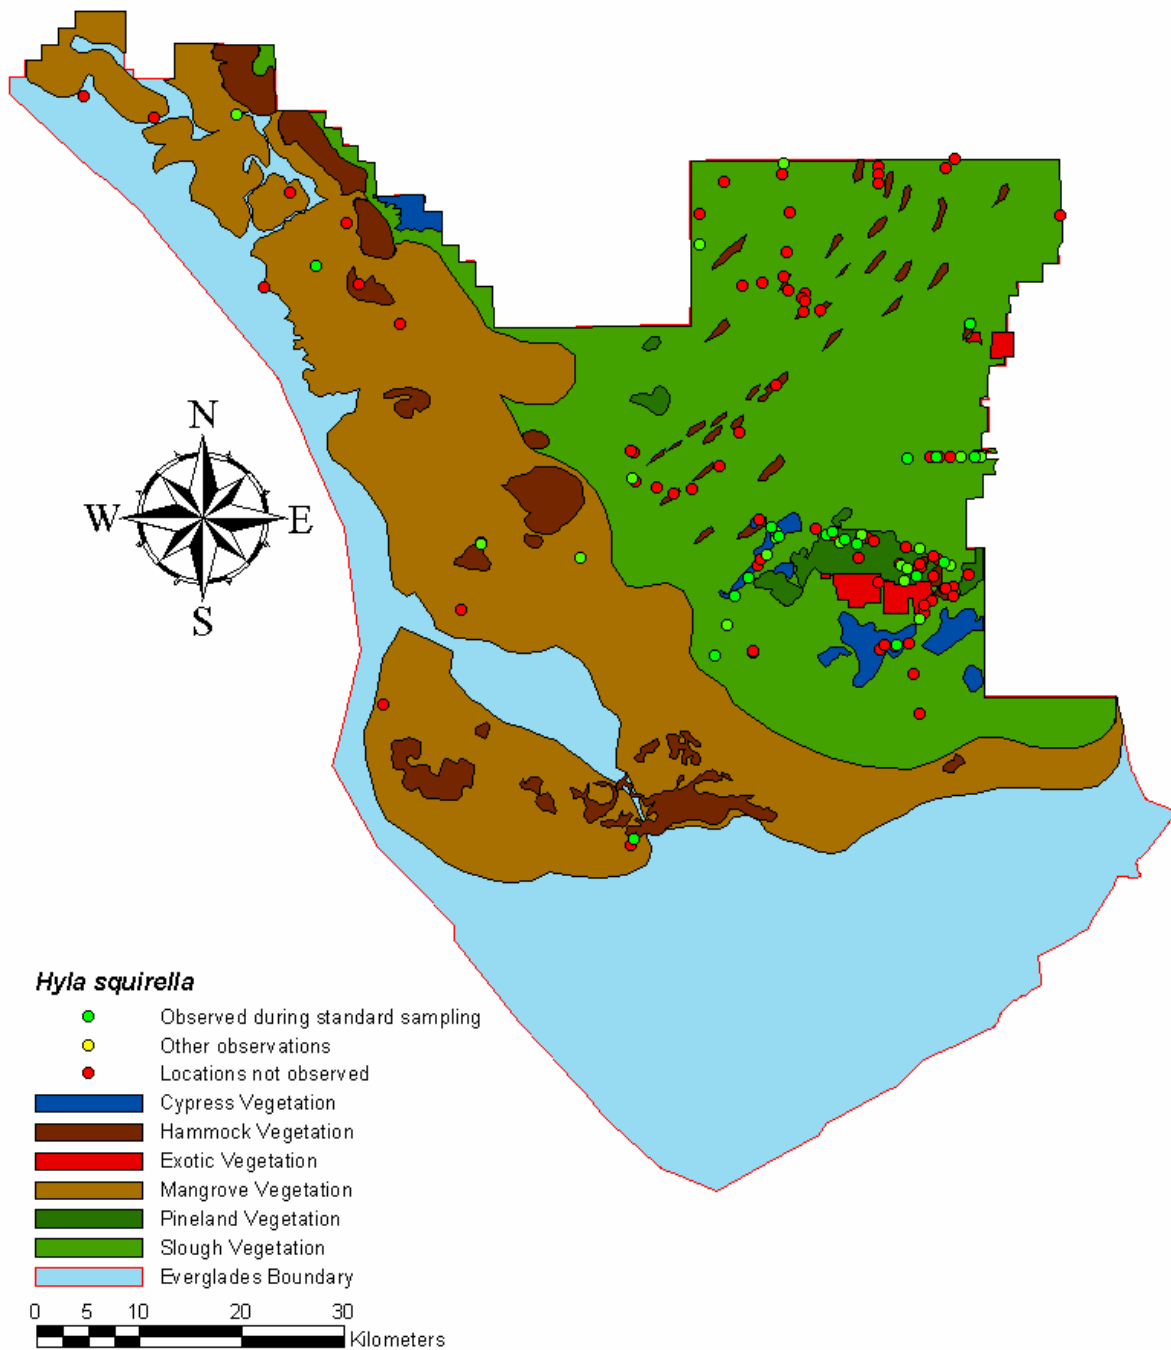 N
W E
S
Hyla squirella
Observed during standard sampling
Other observations
Locations not observed
Cypress Vegetation
Hammock Vegetation
Exotic Vegetation
Mangrove Vegetation
Pineland Vegetation
Slough Vegetation
Everglades Boundary
0 5 10 20 30
Kilometers